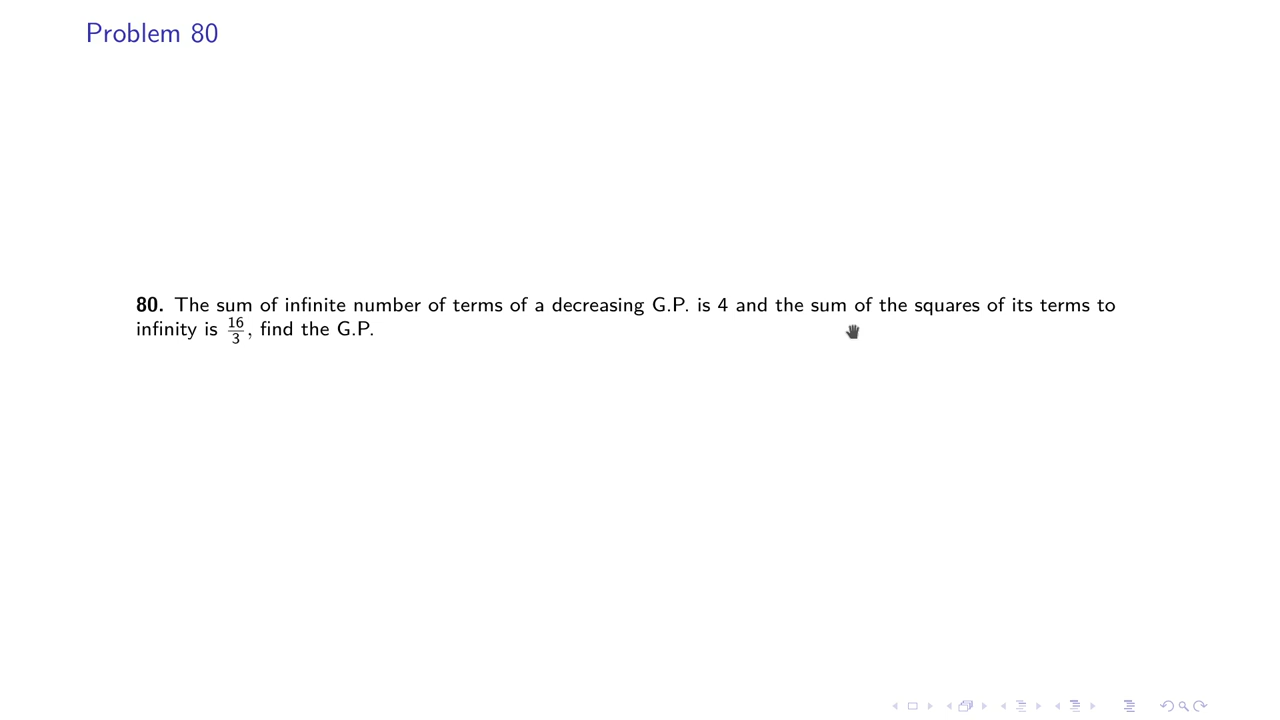 Problem 80
80. The sum of infinite number of terms of a decreasing G.P. is 4 and the sum of the squares of its terms to
infinity is 16/3, find the G.P.